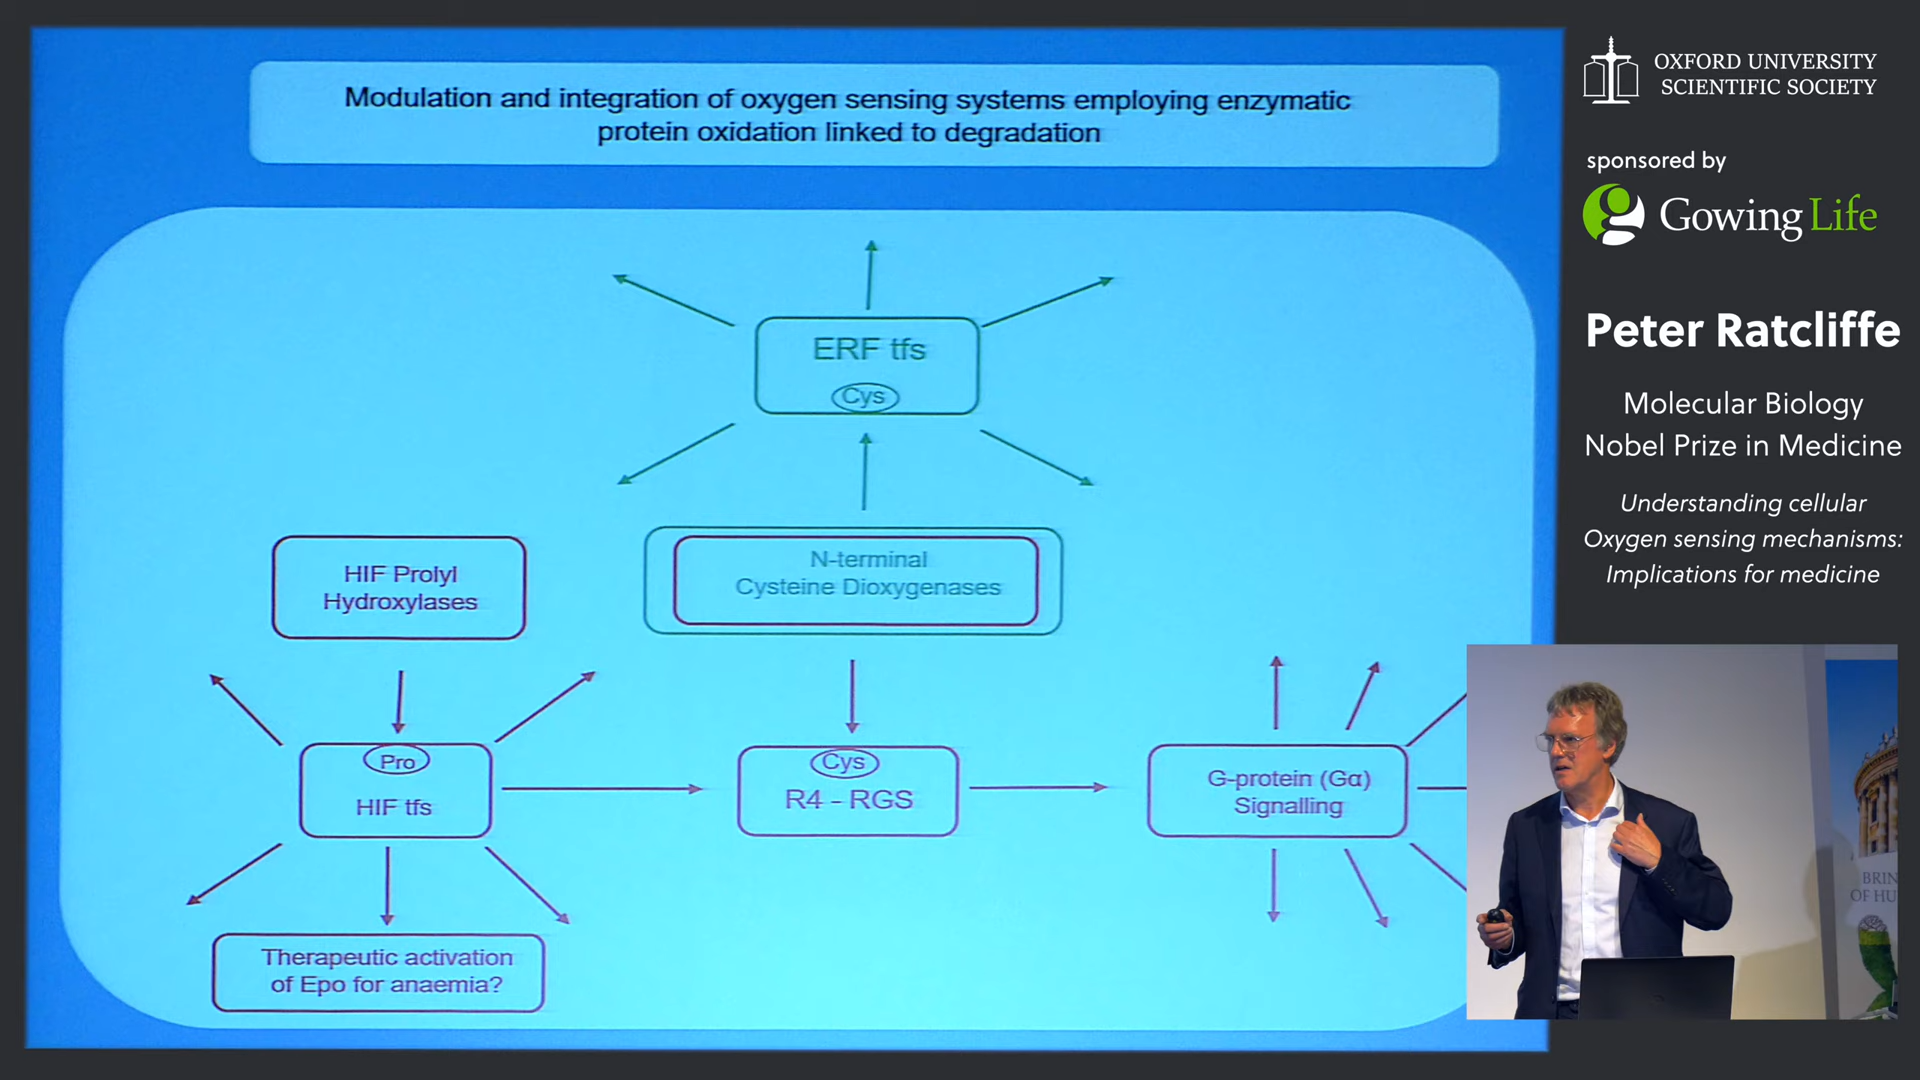 Modulation and integration of oxygen sensing systems employing enzymatic
protein oxidation linked to degradation
ERF tfs
Cys
N-terminal
Cysteine Dioxygenases
HIF Prolyl
Hydroxylases
Pro
HIF tfs
Cys
R4 - RGS
G-protein (Gα)
Signalling
Therapeutic activation
of Epo for anaemia?
OXFORD UNIVERSITY
SCIENTIFIC SOCIETY
sponsored by
Gowing Life
Peter Ratcliffe
Molecular Biology
Nobel Prize in Medicine
Understanding cellular
Oxygen sensing mechanisms:
Implications for medicine
BRIN
OF HU